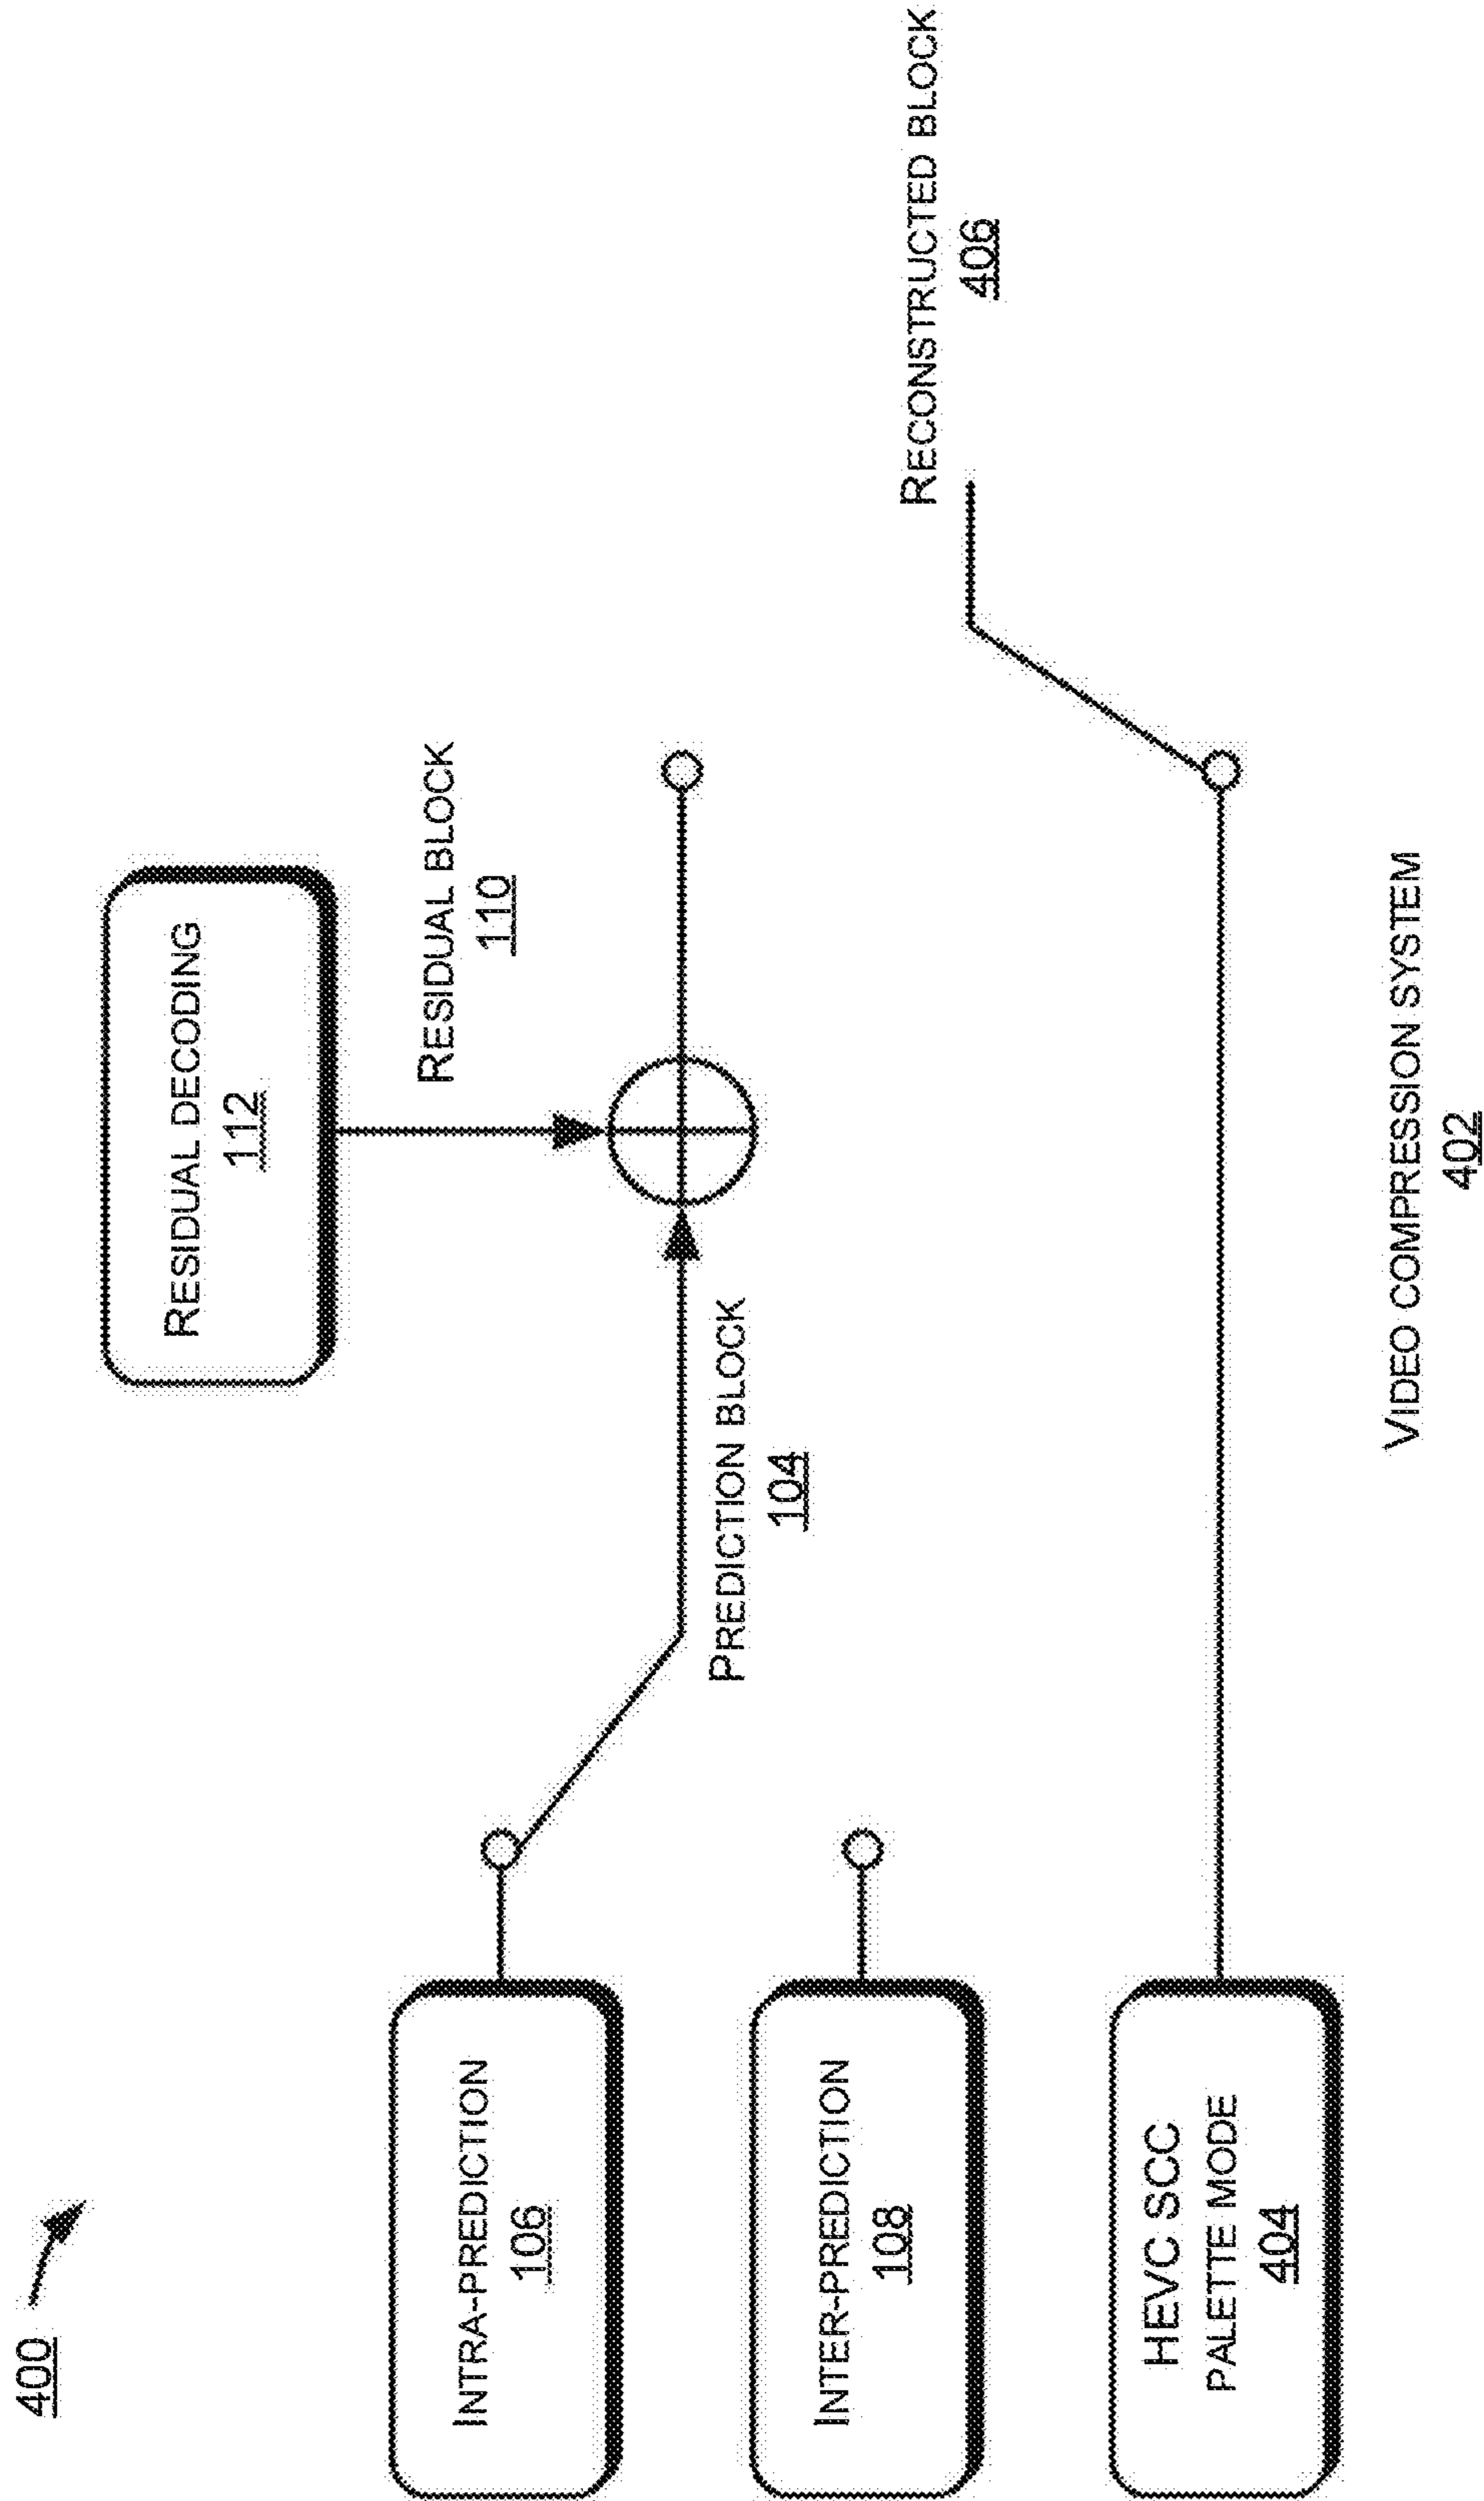 400
RESIDUAL DECODING
112
RESIDUAL BLOCK
110
INTRA-PREDICTION
106
PREDICTION BLOCK
104
INTER-PREDICTION
108
RECONSTRUCTED BLOCK
406
HEVC SCC
PALETTE MODE
404
VIDEO COMPRESSION SYSTEM
402